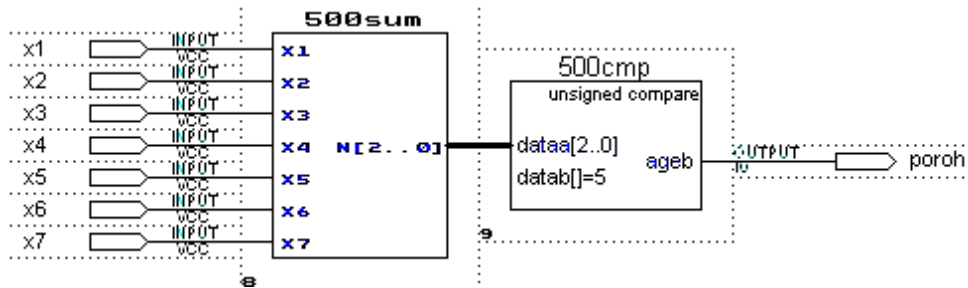 500sum
x1 INPUT VCC X1
x2 INPUT VCC X2
x3 INPUT VCC X3
x4 INPUT VCC X4 N[2..0]
x5 INPUT VCC X5
x6 INPUT VCC X6
x7 INPUT VCC X7
8
500cmp
unsigned compare
dataa[2..0]
datab[]=5
ageb
9
OUTPUT
poroh